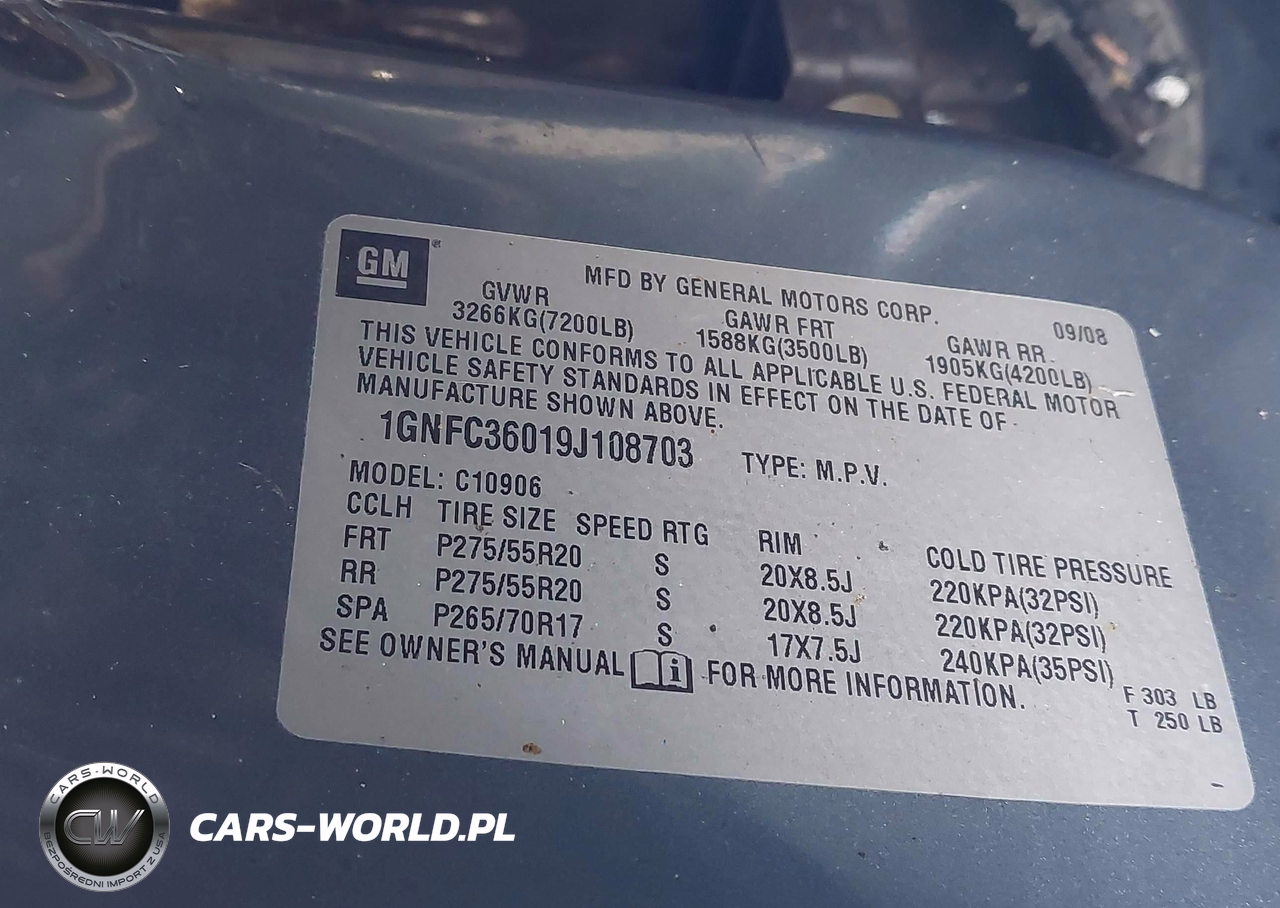 GM
MFD BY GENERAL MOTORS CORP.
09/08
GVWR GAWR FRT GAWR RR
3266KG(7200LB) 1588KG(3500LB) 1905KG(4200LB)
THIS VEHICLE CONFORMS TO ALL APPLICABLE U.S. FEDERAL MOTOR
VEHICLE SAFETY STANDARDS IN EFFECT ON THE DATE OF
MANUFACTURE SHOWN ABOVE.
1GNFC36019J108703 TYPE: M.P.V.
MODEL: C10906
CCLH TIRE SIZE SPEED RTG RIM COLD TIRE PRESSURE
FRT P275/55R20 S 20X8.5J 220KPA(32PSI)
RR P275/55R20 S 20X8.5J 220KPA(32PSI)
SPA P265/70R17 S 17X7.5J 240KPA(35PSI)
SEE OWNER'S MANUAL i FOR MORE INFORMATION.
F 303 LB
T 250 LB
CARS-WORLD
CW
BEZPOŚREDNI IMPORT Z USA
CARS-WORLD.PL